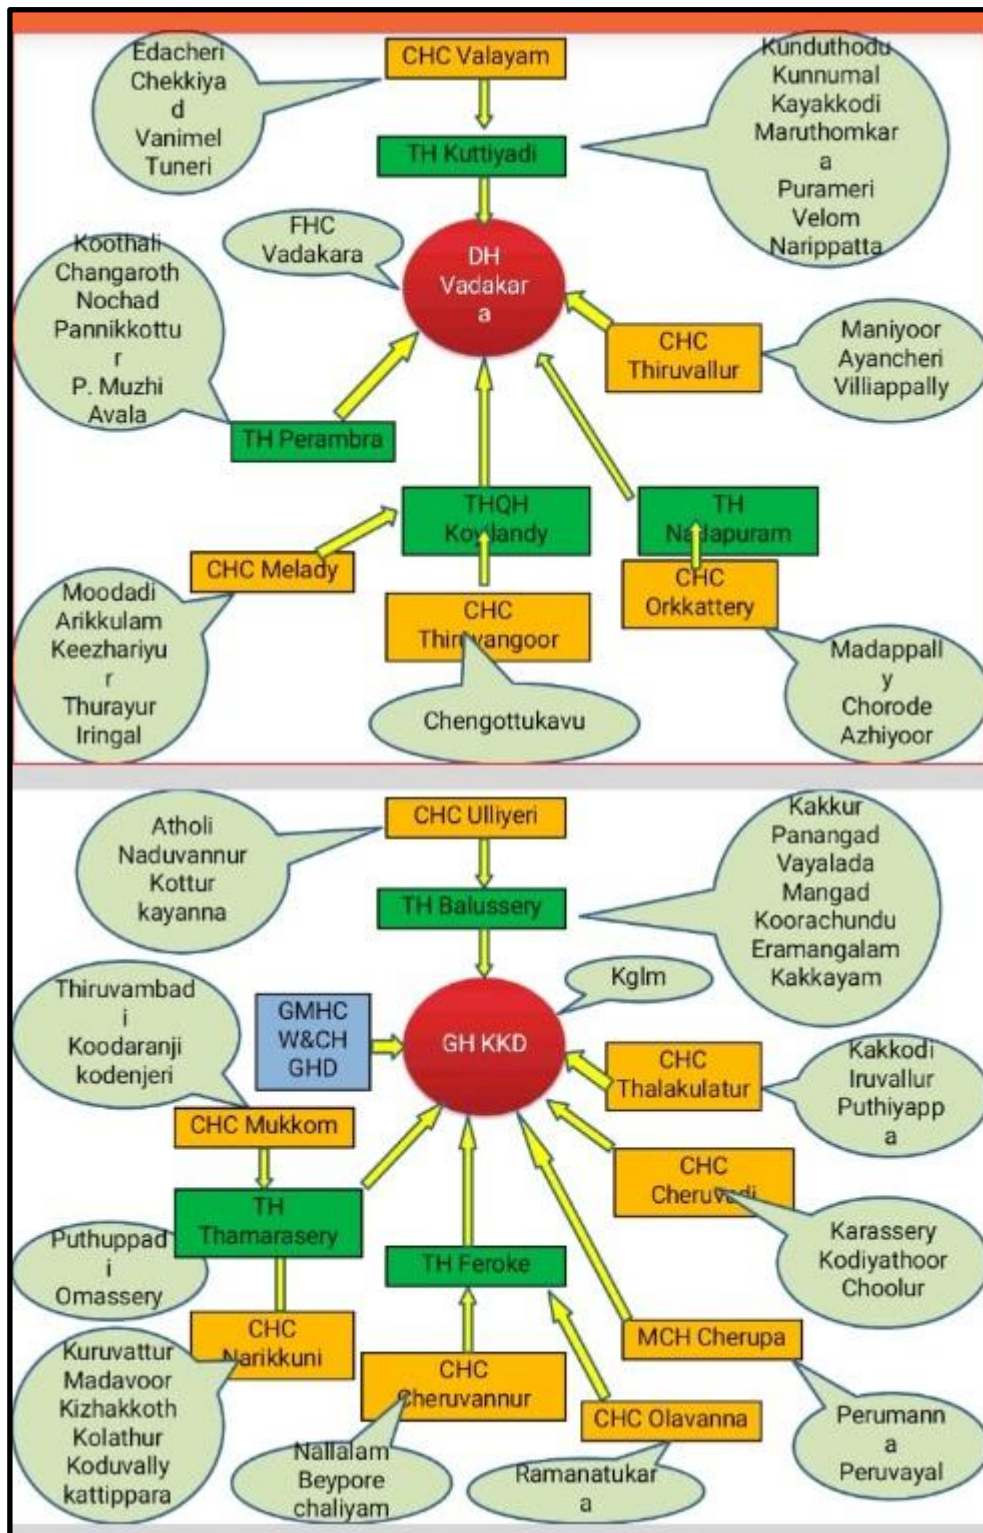 Edacheri
Chekkiya
d
Vanimel
Tuneri
CHC Valayam
Kunduthodu
Kunnumal
Kayakkodi
Maruthomkar
a
Purameri
Velom
Narippatta
TH Kuttiyadi
FHC
Vadakara
DH
Vadakar
a
Koothali
Changaroth
Nochad
Pannikkottu
r
P. Muzhi
Avala
CHC
Thiruvallur
Maniyoor
Ayancheri
Villiappally
TH Perambra
THQH
Koyilandy
TH
Nadapuram
CHC Melady
CHC
Orkkattery
CHC
Thiruvangoor
Moodadi
Arikkulam
Keezhariyu
r
Thurayur
Iringal
Chengottukavu
Madappall
y
Chorode
Azhiyoor
CHC Ulliyeri
Atholi
Naduvannur
Kottur
kayanna
Kakkur
Panangad
Vayalada
Mangad
Koorachundu
Eramangalam
Kakkayam
TH Balussery
Kglm
Thiruvambad
i
Koodaranji
kodenjeri
GMHC
W&CH
GHD
GH KKD
CHC
Thalakulatur
Kakkodi
Iruvallur
Puthiyapp
a
CHC Mukkom
CHC
Cheruvadi
TH
Thamarasery
Karassery
Kodiyathoor
Choolur
Puthuppad
i
Omassery
TH Feroke
CHC
Narikkuni
MCH Cherupa
Kuruvattur
Madavoor
Kizhakkoth
Kolathur
Koduvally
kattippara
CHC
Cheruvannur
CHC Olavanna
Perumann
a
Peruvayal
Nallalam
Beypore
chaliyam
Ramanatukar
a